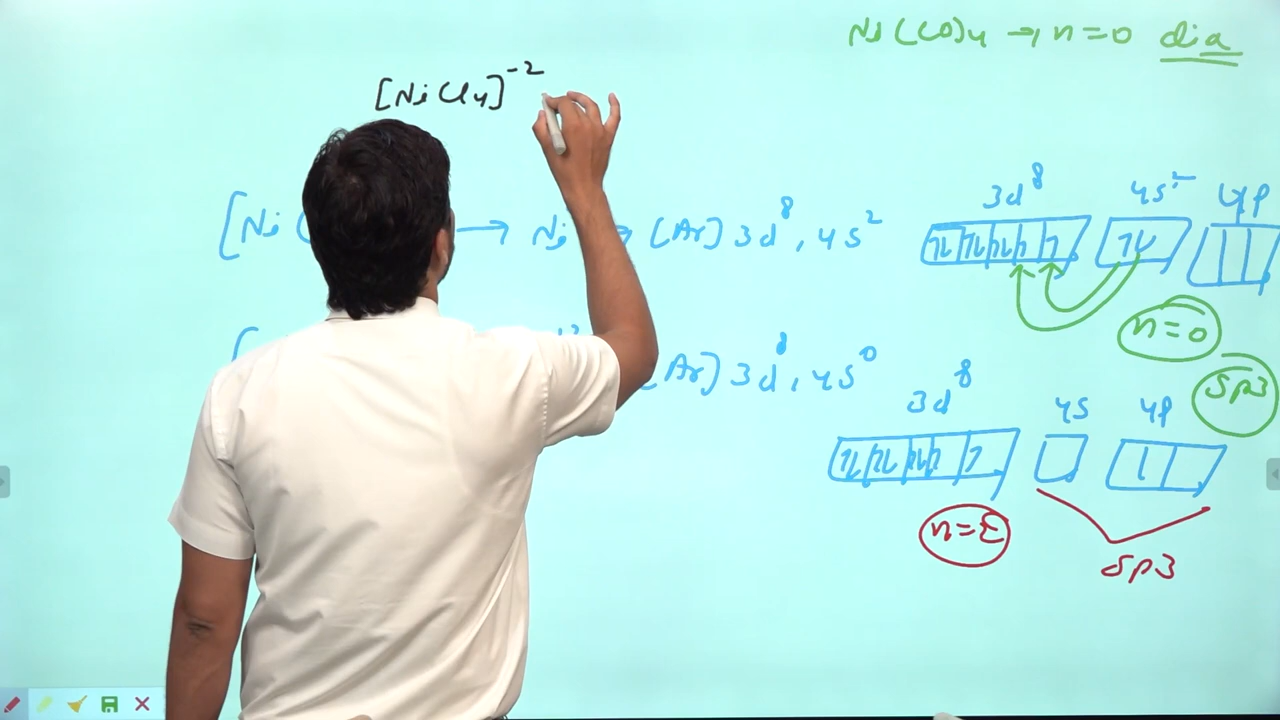 Ni(CO)4 → n=0 dia
[NiCl4]⁻²
[Ni → Ni → (Ar) 3d⁸, 4s²
3d⁸ 4s² 4p
n=0
sp3
[ (Ar) 3d⁸, 4s⁰
3d⁸ 4s 4p
sp3